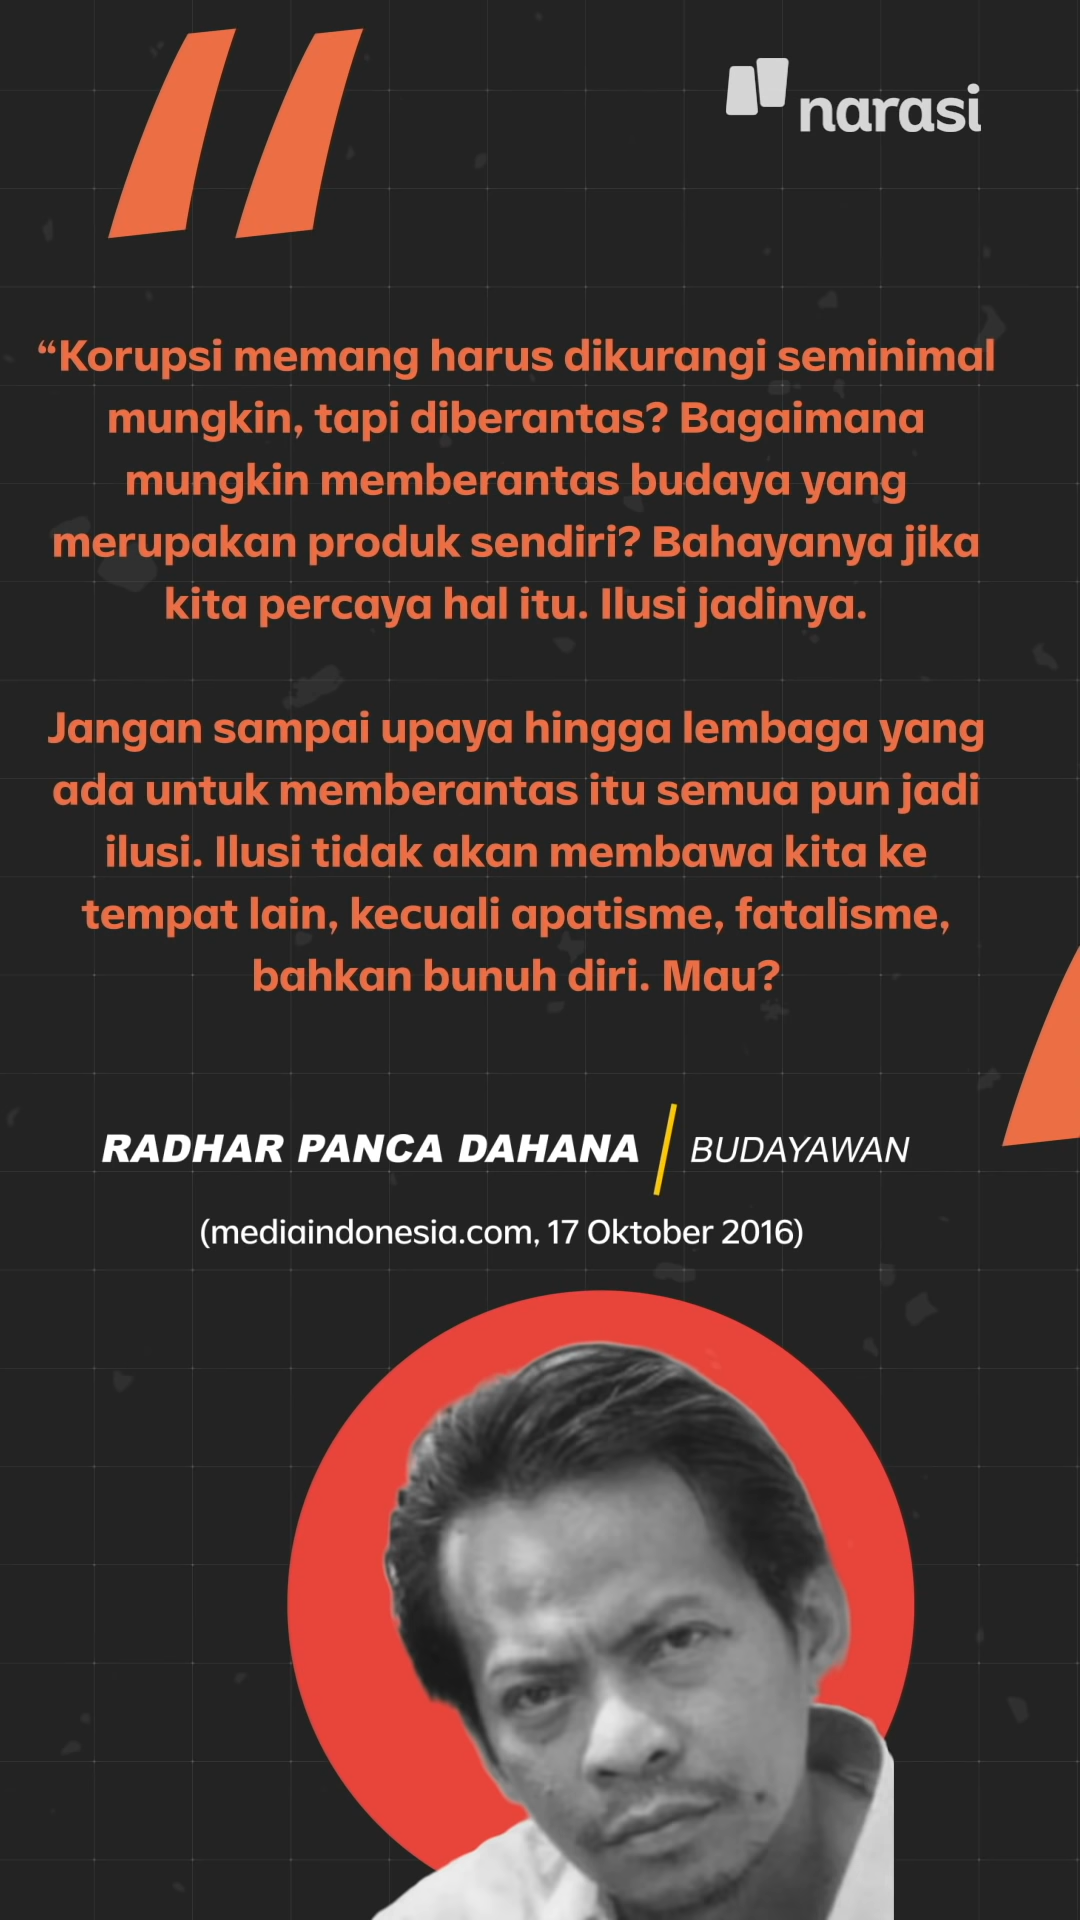 narasi
“Korupsi memang harus dikurangi seminimal
mungkin, tapi diberantas? Bagaimana
mungkin memberantas budaya yang
merupakan produk sendiri? Bahayanya jika
kita percaya hal itu. Ilusi jadinya.
Jangan sampai upaya hingga lembaga yang
ada untuk memberantas itu semua pun jadi
ilusi. Ilusi tidak akan membawa kita ke
tempat lain, kecuali apatisme, fatalisme,
bahkan bunuh diri. Mau?
RADHAR PANCA DAHANA / BUDAYAWAN
(mediaindonesia.com, 17 Oktober 2016)